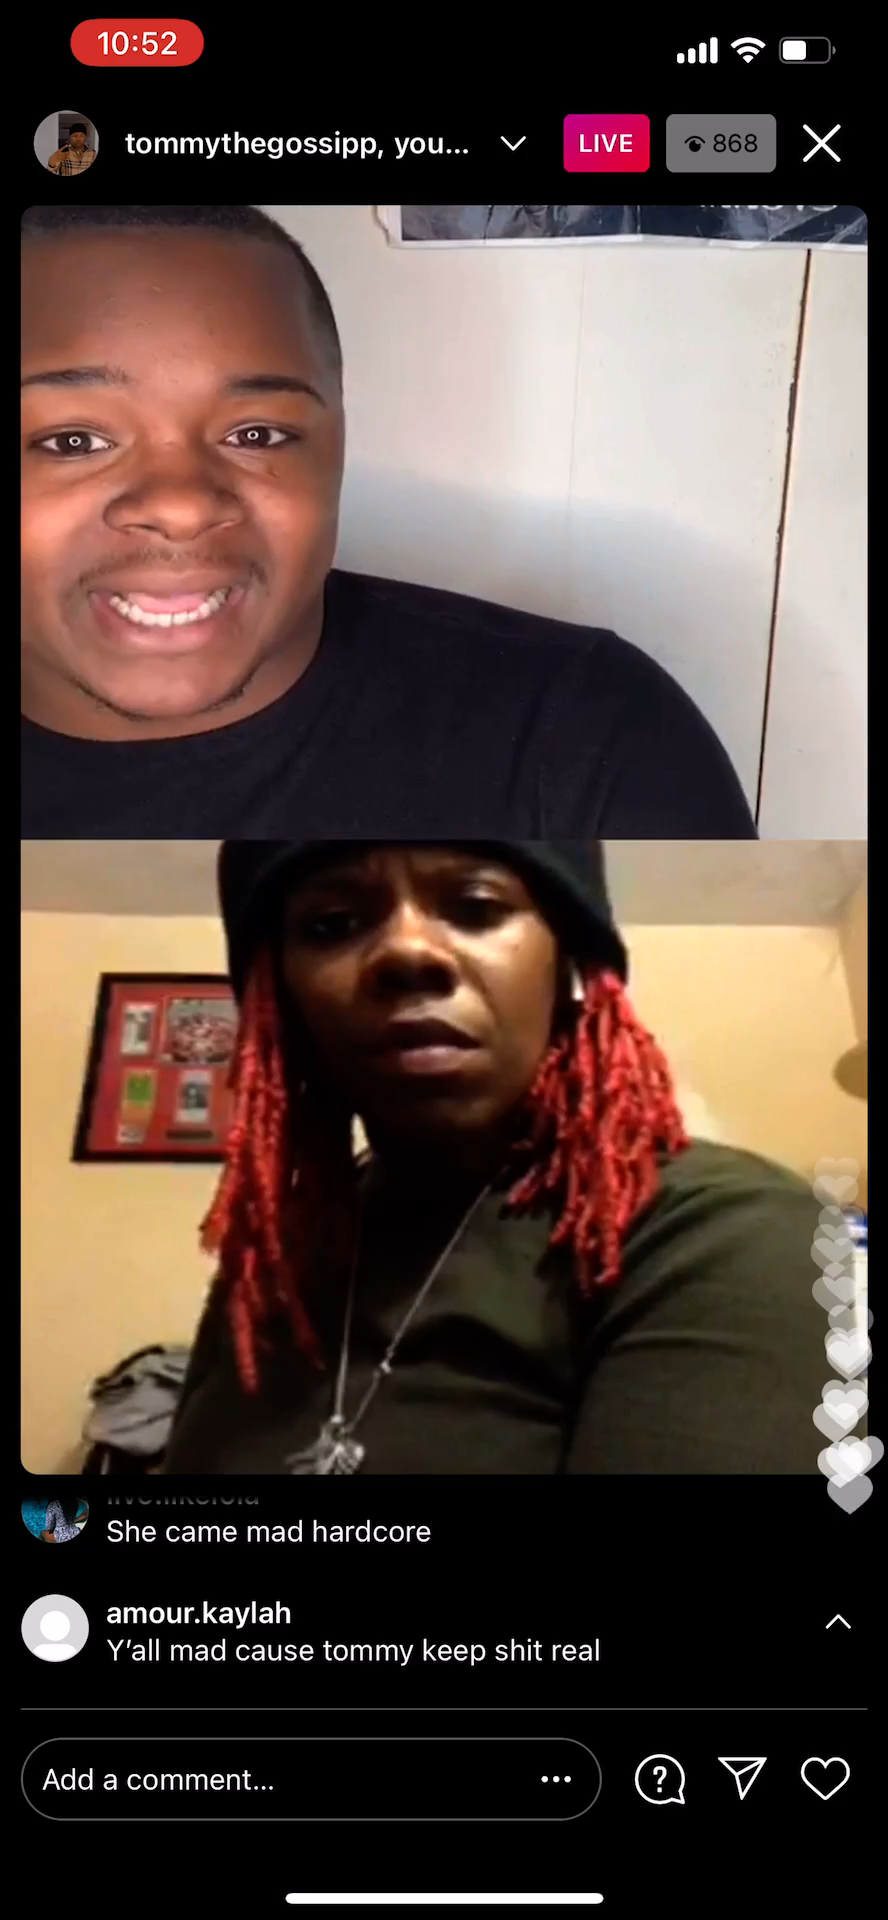 10:52
tommythegossipp, you...
LIVE
868
She came mad hardcore
amour.kaylah
Y'all mad cause tommy keep shit real
Add a comment...